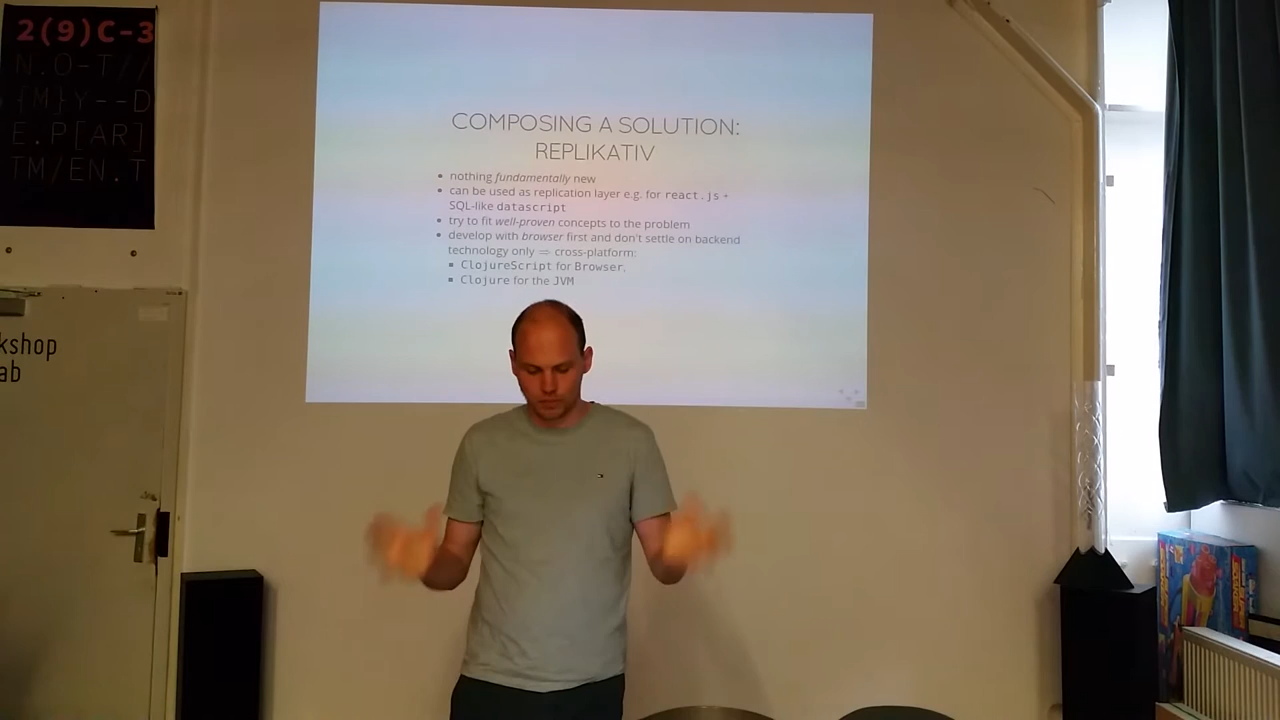 2(9)C-3
N.O-T//
{M}Y--D
E.P[AR]
TM/EN.T
COMPOSING A SOLUTION:
REPLIKATIV
• nothing fundamentally new
• can be used as replication layer e.g. for react.js +
SQL-like datascript
• try to fit well-proven concepts to the problem
• develop with browser first and don't settle on backend
technology only ⇒ cross-platform:
▪ ClojureScript for Browser,
▪ Clojure for the JVM
kshop
ab